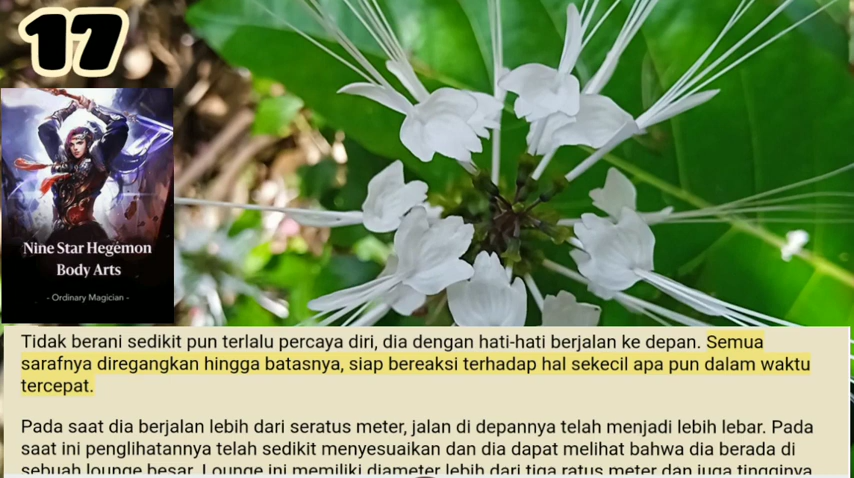 17
Nine Star Hegemon
Body Arts
- Ordinary Magician -
Tidak berani sedikit pun terlalu percaya diri, dia dengan hati-hati berjalan ke depan. Semua
sarafnya diregangkan hingga batasnya, siap bereaksi terhadap hal sekecil apa pun dalam waktu
tercepat.
Pada saat dia berjalan lebih dari seratus meter, jalan di depannya telah menjadi lebih lebar. Pada
saat ini penglihatannya telah sedikit menyesuaikan dan dia dapat melihat bahwa dia berada di
sebuah lounge besar. Lounge ini memiliki diameter lebih dari tiga ratus meter dan juga tingginya